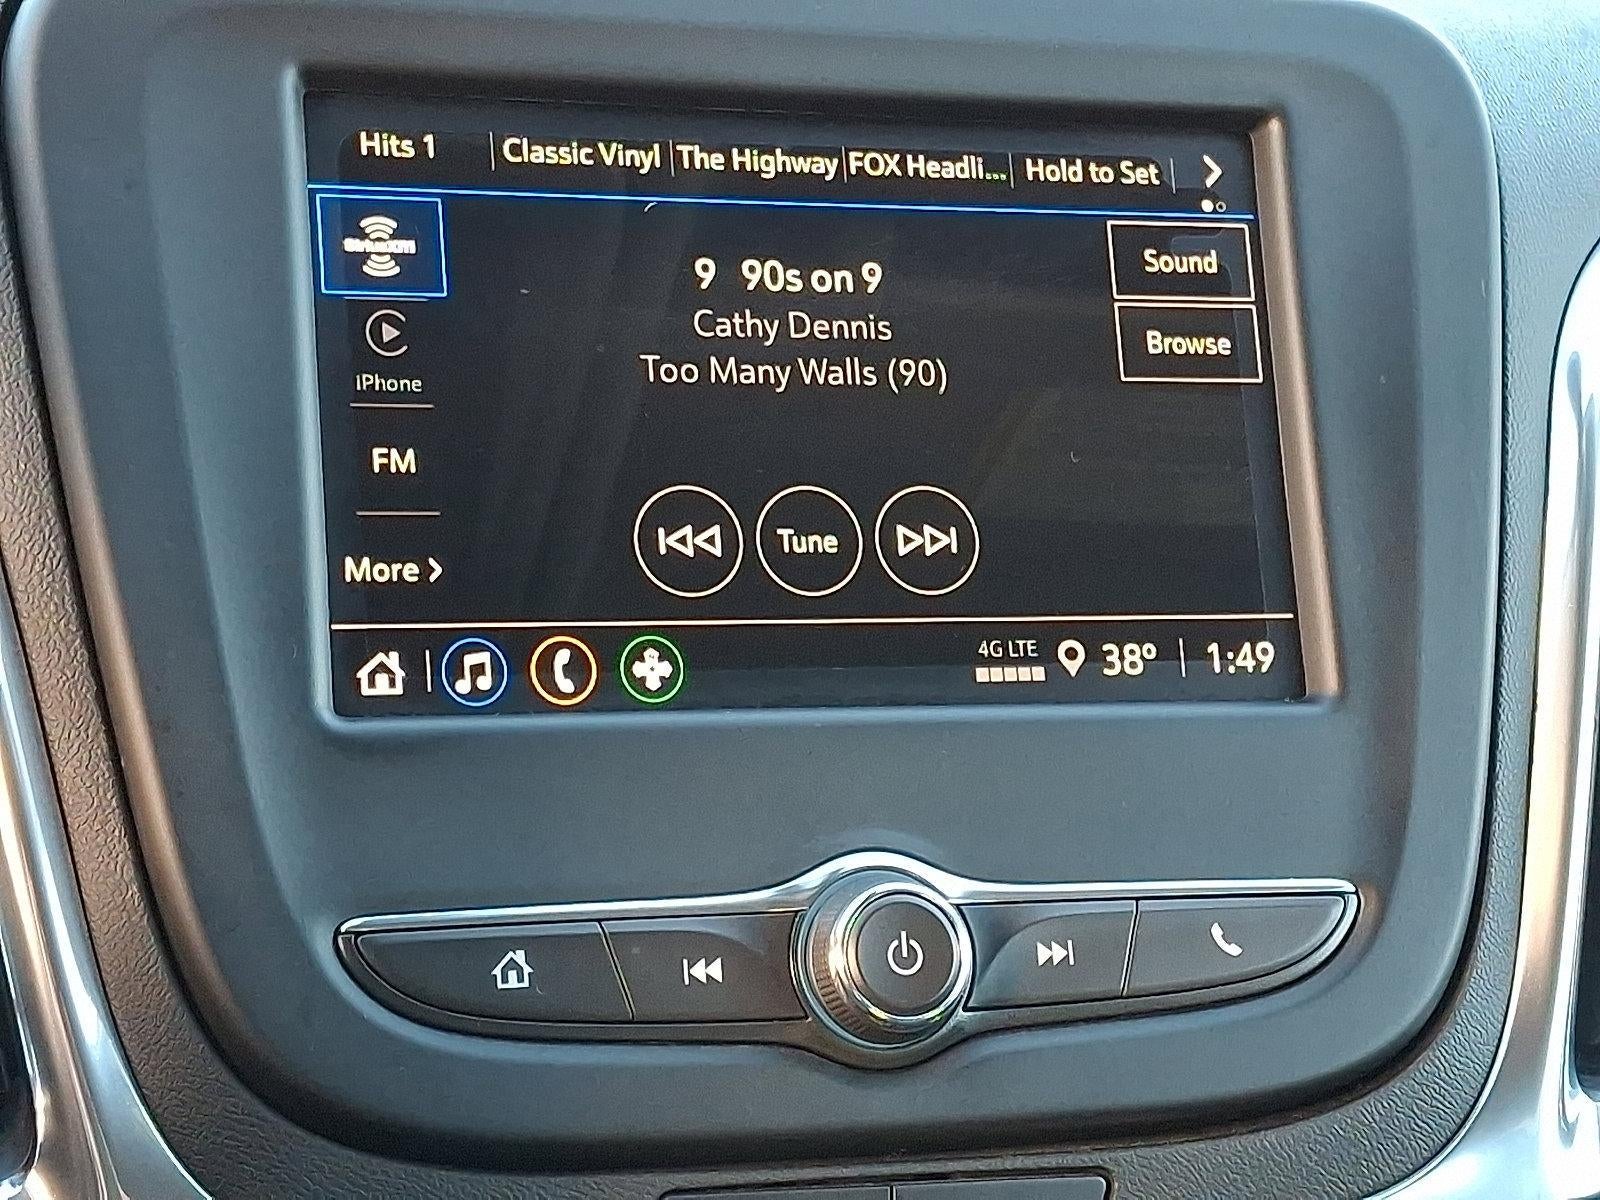 Hits 1
Classic Vinyl
The Highway
FOX Headli...
Hold to Set
SiriusXM
Sound
9 90s on 9
Cathy Dennis
Browse
Too Many Walls (90)
iPhone
FM
Tune
More
4G LTE
38°
1:49